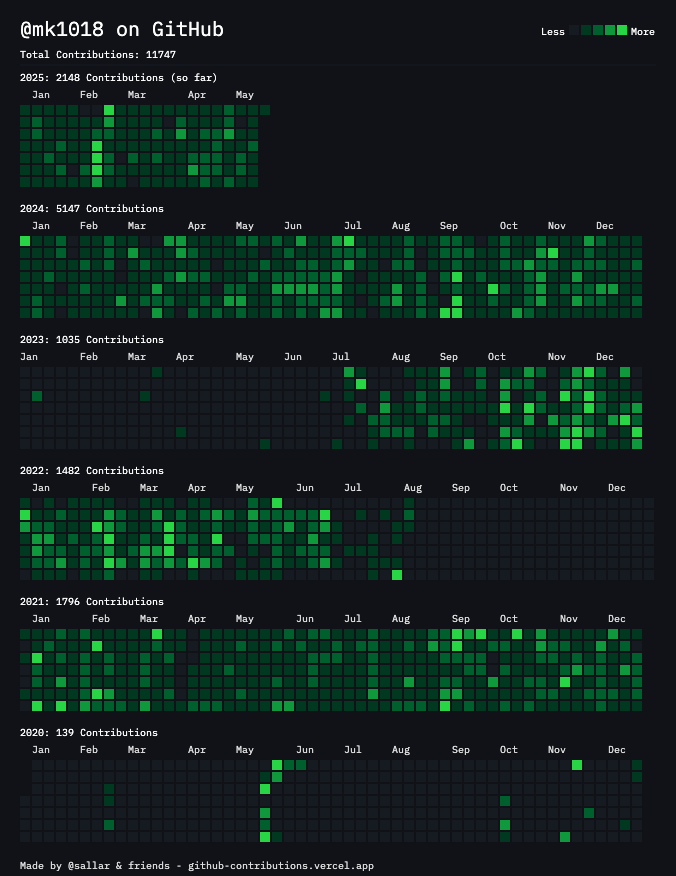 @mk1018 on GitHub
Less More
Total Contributions: 11747
2025: 2148 Contributions (so far)
Jan Feb Mar Apr May
2024: 5147 Contributions
Jan Feb Mar Apr May Jun Jul Aug Sep Oct Nov Dec
2023: 1035 Contributions
Jan Feb Mar Apr May Jun Jul Aug Sep Oct Nov Dec
2022: 1482 Contributions
Jan Feb Mar Apr May Jun Jul Aug Sep Oct Nov Dec
2021: 1796 Contributions
Jan Feb Mar Apr May Jun Jul Aug Sep Oct Nov Dec
2020: 139 Contributions
Jan Feb Mar Apr May Jun Jul Aug Sep Oct Nov Dec
Made by @sallar & friends - github-contributions.vercel.app